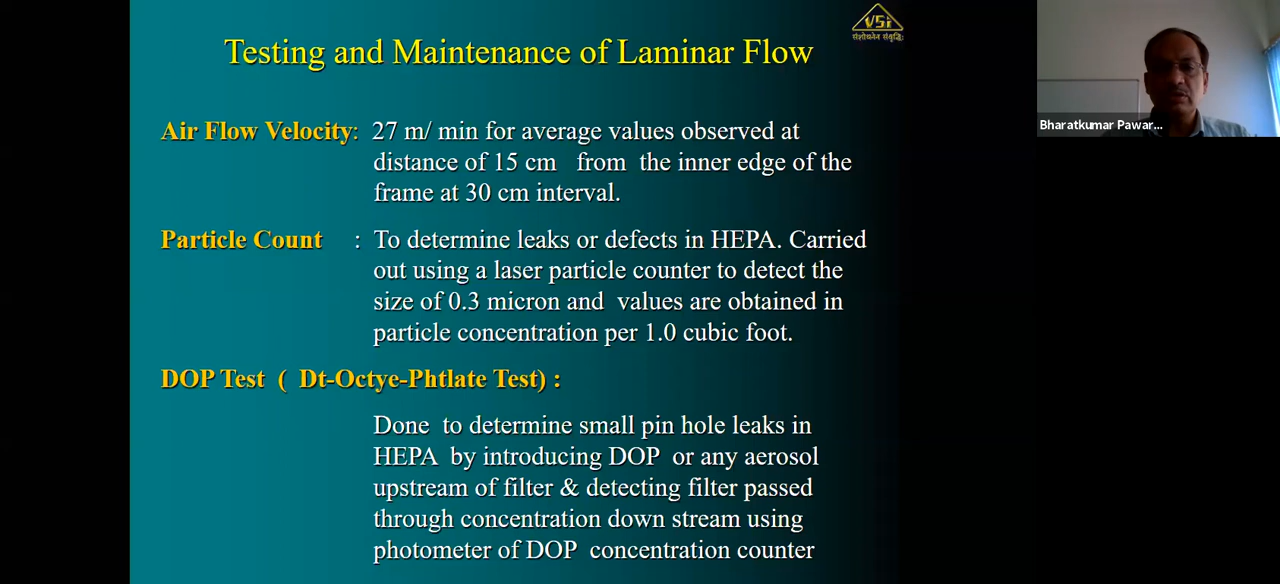 VSi
संशोधनेन संवृद्धिः
Testing and Maintenance of Laminar Flow
Air Flow Velocity: 27 m/ min for average values observed at
distance of 15 cm from the inner edge of the
frame at 30 cm interval.
Particle Count : To determine leaks or defects in HEPA. Carried
out using a laser particle counter to detect the
size of 0.3 micron and values are obtained in
particle concentration per 1.0 cubic foot.
DOP Test ( Dt-Octye-Phtlate Test) :
Done to determine small pin hole leaks in
HEPA by introducing DOP or any aerosol
upstream of filter & detecting filter passed
through concentration down stream using
photometer of DOP concentration counter
Bharatkumar Pawar...